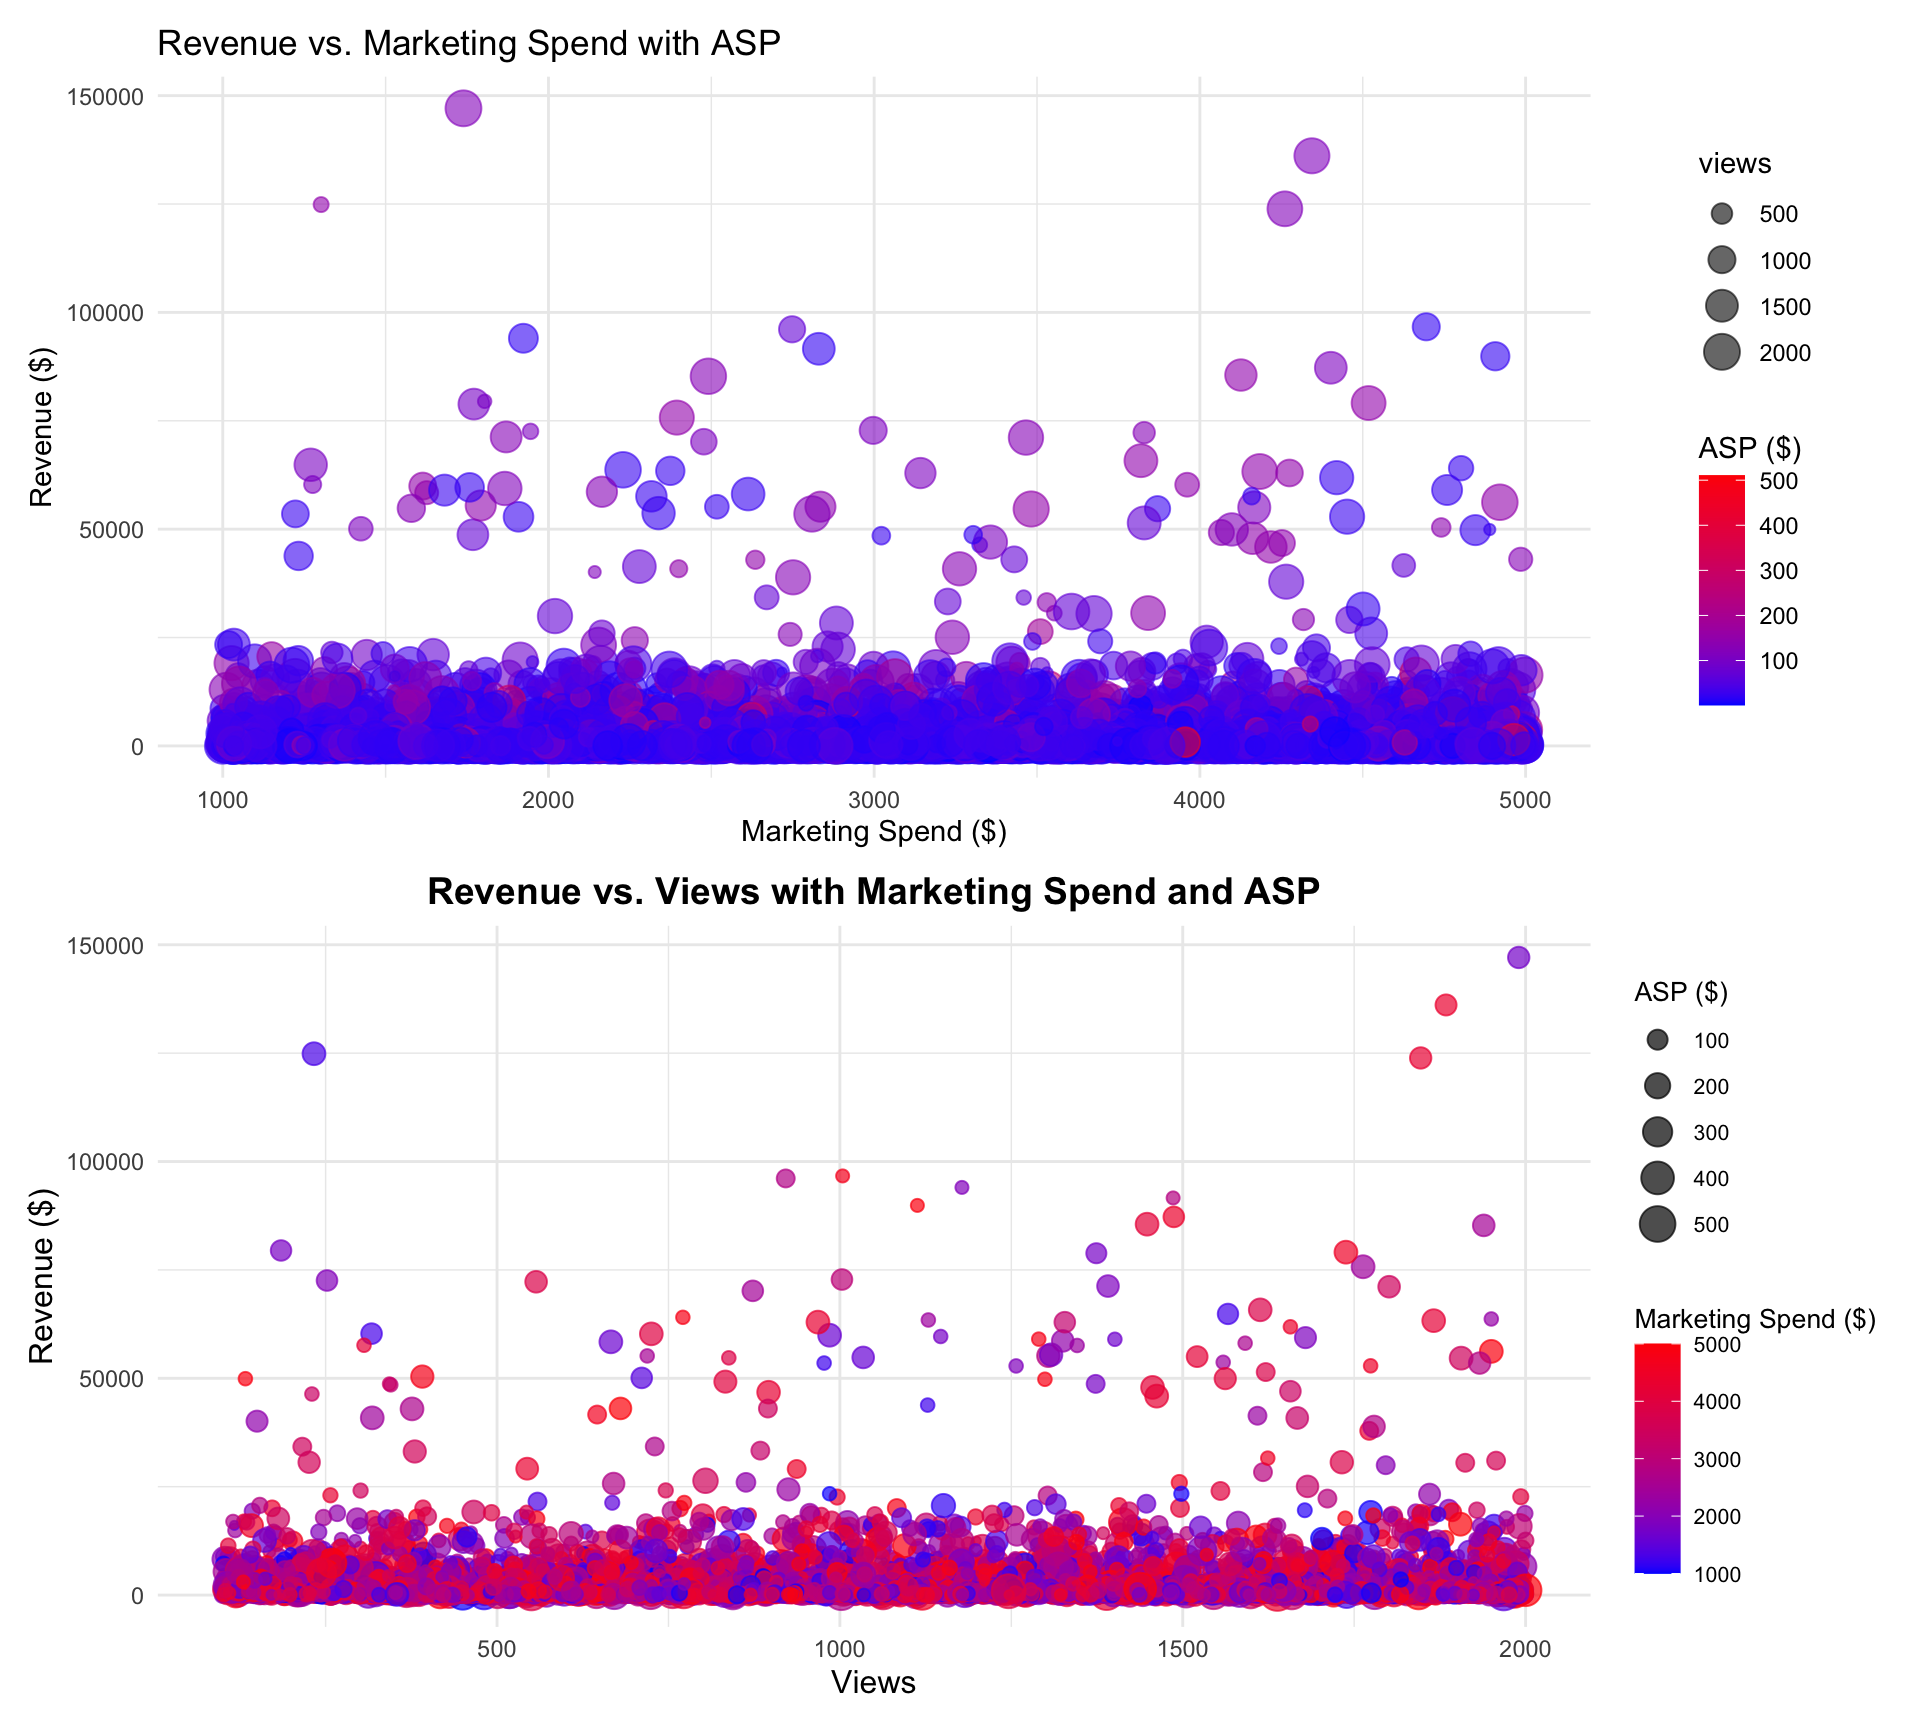 Revenue vs. Marketing Spend with ASP
150000
100000
50000
0
Revenue ($)
1000 2000 3000 4000 5000
Marketing Spend ($)
views
500
1000
1500
2000
ASP ($)
500
400
300
200
100
Revenue vs. Views with Marketing Spend and ASP
150000
100000
50000
0
Revenue ($)
500 1000 1500 2000
Views
ASP ($)
100
200
300
400
500
Marketing Spend ($)
5000
4000
3000
2000
1000